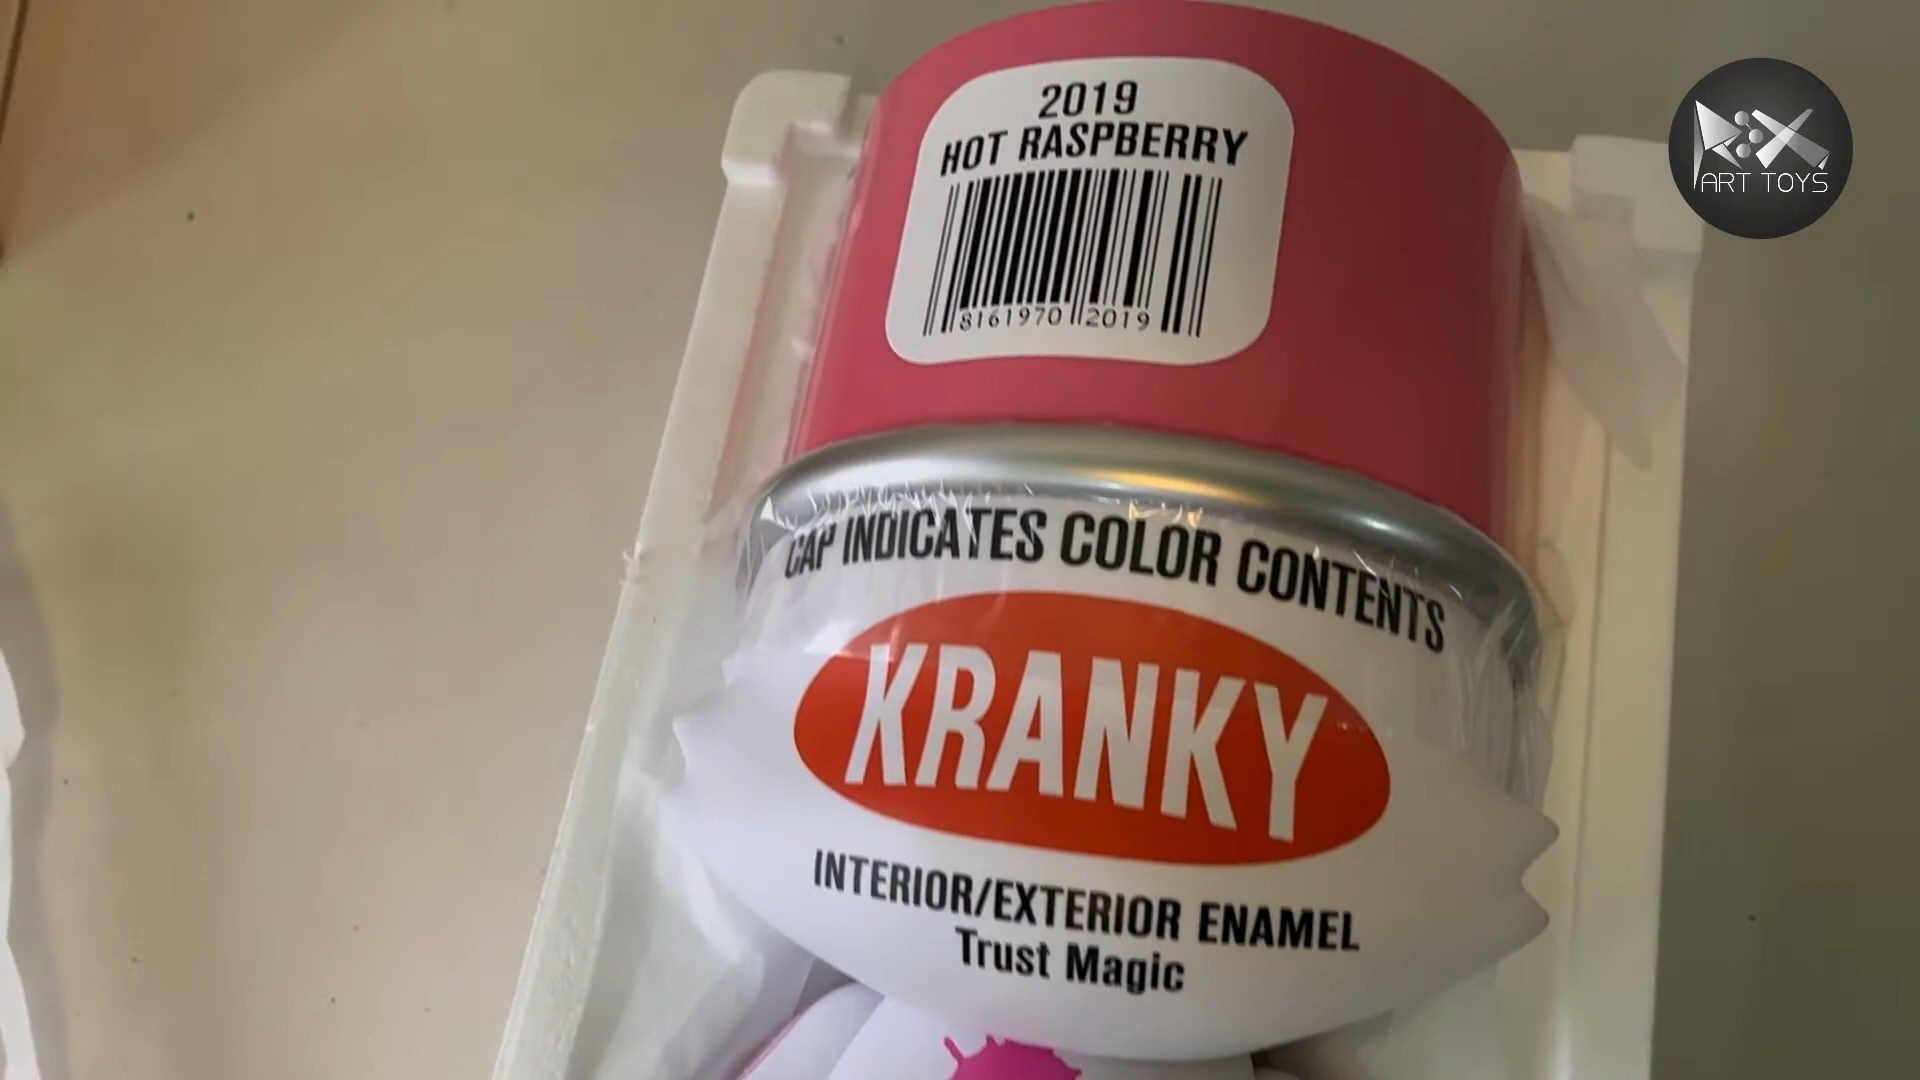 2019
HOT RASPBERRY
8161970 2019
CAP INDICATES COLOR CONTENTS
KRANKY
INTERIOR/EXTERIOR ENAMEL
Trust Magic
ART TOYS